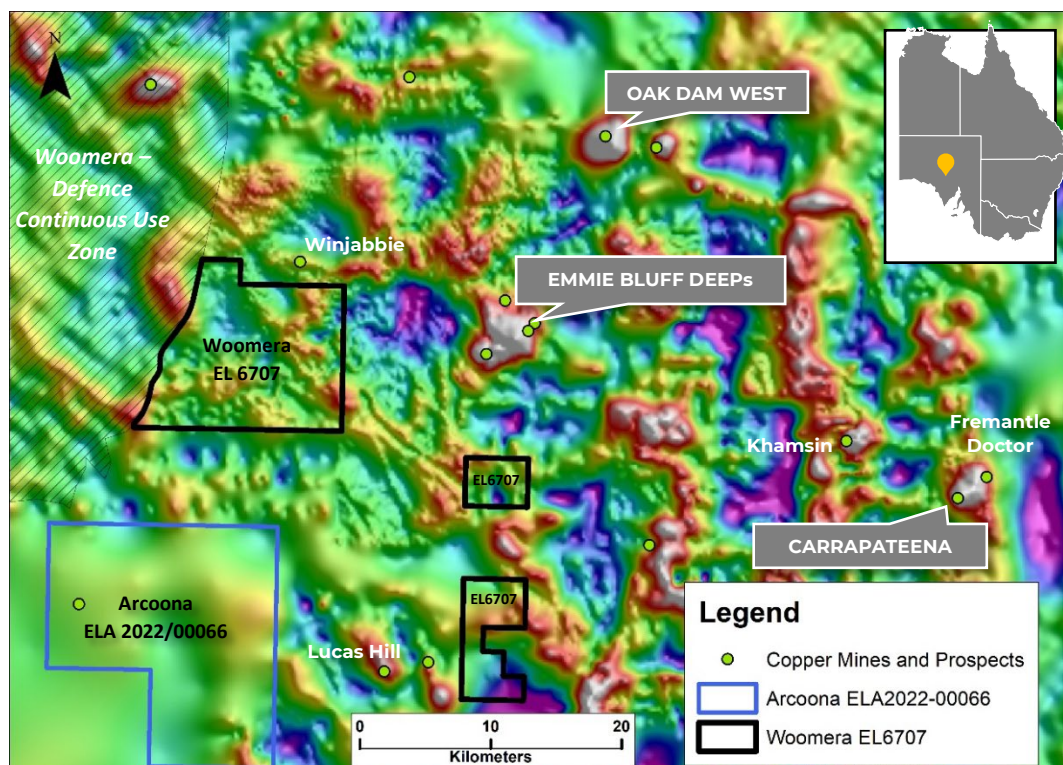 N
OAK DAM WEST
Woomera –
Defence
Continuous Use
Zone
Winjabbie
EMMIE BLUFF DEEPs
Woomera
EL 6707
Khamsin
Fremantle
Doctor
EL6707
CARRAPATEENA
EL6707
Arcoona
ELA 2022/00066
Lucas Hill
Legend
Copper Mines and Prospects
Arcoona ELA2022-00066
Woomera EL6707
0 10 20
Kilometers